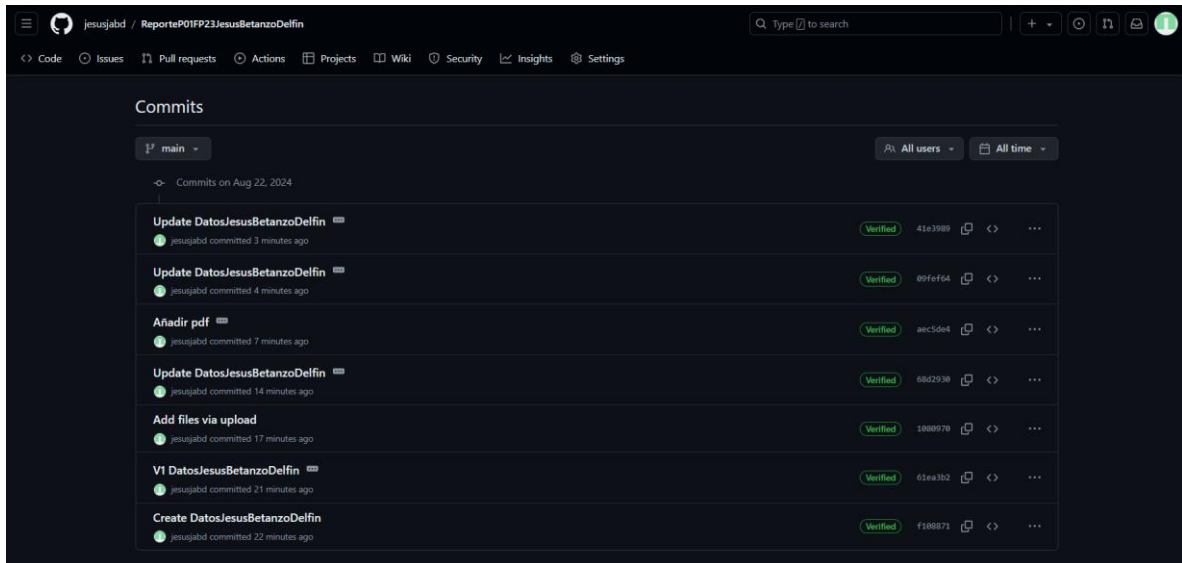 jesusjabd / ReporteP01FP23JesusBetanzoDelfin
Type / to search
Code Issues Pull requests Actions Projects Wiki Security Insights Settings
Commits
main
All users
All time
Commits on Aug 22, 2024
Update DatosJesusBetanzoDelfin
Verified 41e3989
jesusjabd committed 3 minutes ago
Update DatosJesusBetanzoDelfin
Verified 09fef64
jesusjabd committed 4 minutes ago
Añadir pdf
Verified aec5de4
jesusjabd committed 7 minutes ago
Update DatosJesusBetanzoDelfin
Verified 68d2930
jesusjabd committed 14 minutes ago
Add files via upload
Verified 1080970
jesusjabd committed 17 minutes ago
V1 DatosJesusBetanzoDelfin
Verified 61ea3b2
jesusjabd committed 21 minutes ago
Create DatosJesusBetanzoDelfin
Verified f108871
jesusjabd committed 22 minutes ago